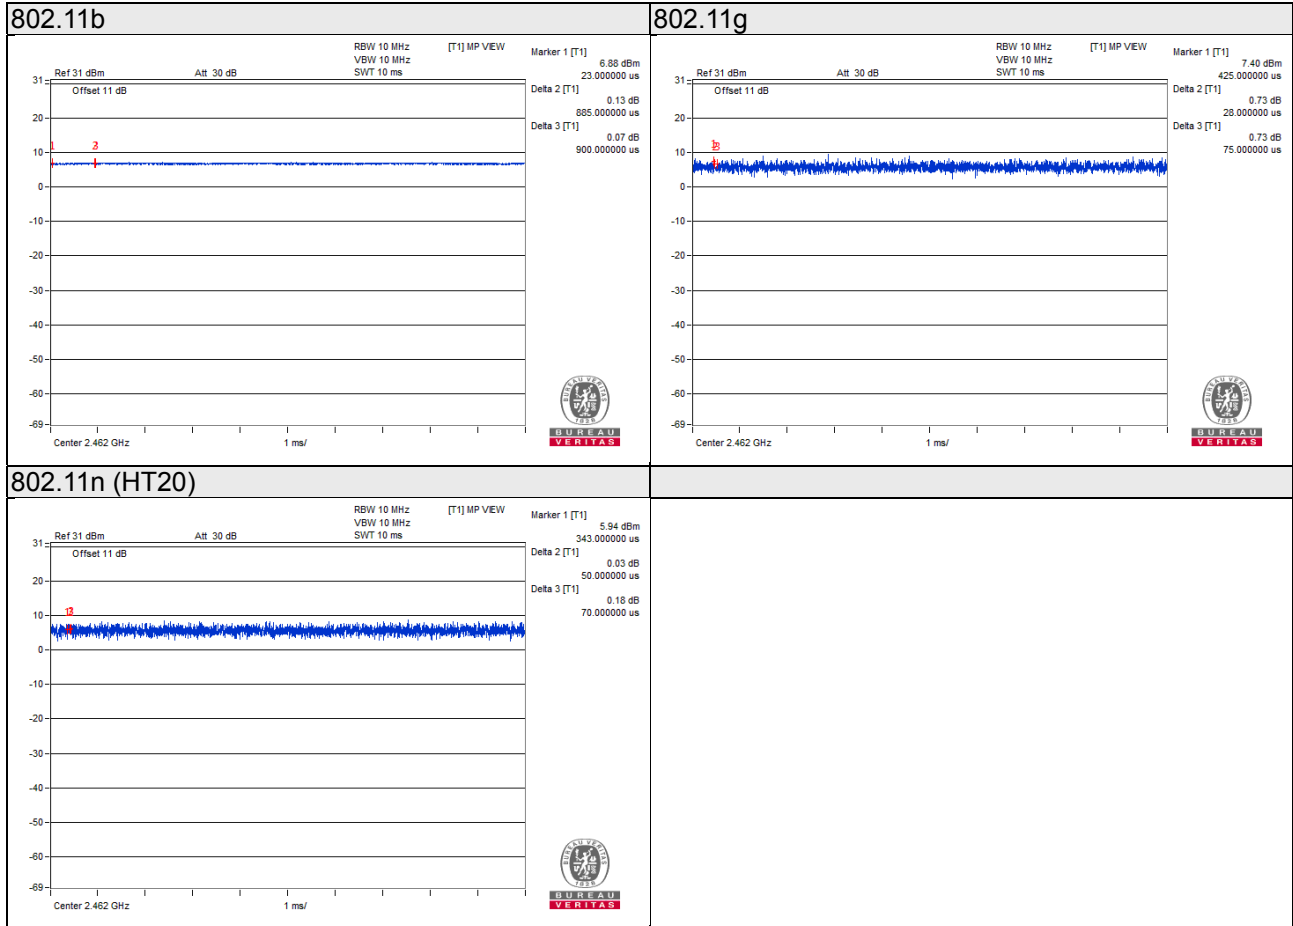 802.11b
RBW 10 MHz [T1] MP VIEW
VBW 10 MHz
Ref 31 dBm Att 30 dB SWT 10 ms
Marker 1 [T1]
6.88 dBm
23.000000 us
Delta 2 [T1]
0.13 dB
885.000000 us
Delta 3 [T1]
0.07 dB
900.000000 us
31
Offset 11 dB
20
10
0
-10
-20
-30
-40
-50
-60
-69
1
Center 2.462 GHz 1 ms/
BUREAU VERITAS
1828
BUREAU
VERITAS
802.11g
RBW 10 MHz [T1] MP VIEW
VBW 10 MHz
Ref 31 dBm Att 30 dB SWT 10 ms
Marker 1 [T1]
7.40 dBm
425.000000 us
Delta 2 [T1]
0.73 dB
28.000000 us
Delta 3 [T1]
0.73 dB
75.000000 us
31
Offset 11 dB
20
10
0
-10
-20
-30
-40
-50
-60
-69
Center 2.462 GHz 1 ms/
BUREAU VERITAS
1828
BUREAU
VERITAS
802.11n (HT20)
RBW 10 MHz [T1] MP VIEW
VBW 10 MHz
Ref 31 dBm Att 30 dB SWT 10 ms
Marker 1 [T1]
5.94 dBm
343.000000 us
Delta 2 [T1]
0.03 dB
50.000000 us
Delta 3 [T1]
0.18 dB
70.000000 us
31
Offset 11 dB
20
10
0
-10
-20
-30
-40
-50
-60
-69
Center 2.462 GHz 1 ms/
BUREAU VERITAS
1828
BUREAU
VERITAS